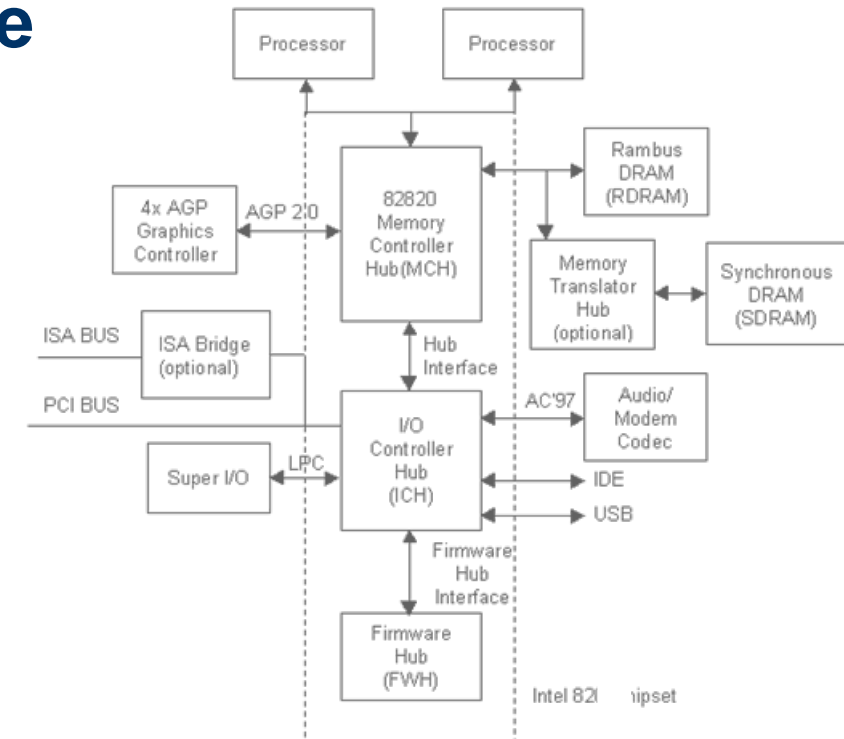 e
Processor
Processor
Rambus
DRAM
(RDRAM)
82820
Memory
Controller
Hub(MCH)
4x AGP
Graphics
Controller
AGP 2.0
Memory
Translator
Hub
(optional)
Synchronous
DRAM
(SDRAM)
ISA BUS
ISA Bridge
(optional)
Hub
Interface
PCI BUS
I/O
Controller
Hub
(ICH)
AC'97
Audio/
Modem
Codec
Super I/O
LPC
IDE
USB
Firmware
Hub
Interface
Firmware
Hub
(FWH)
Intel